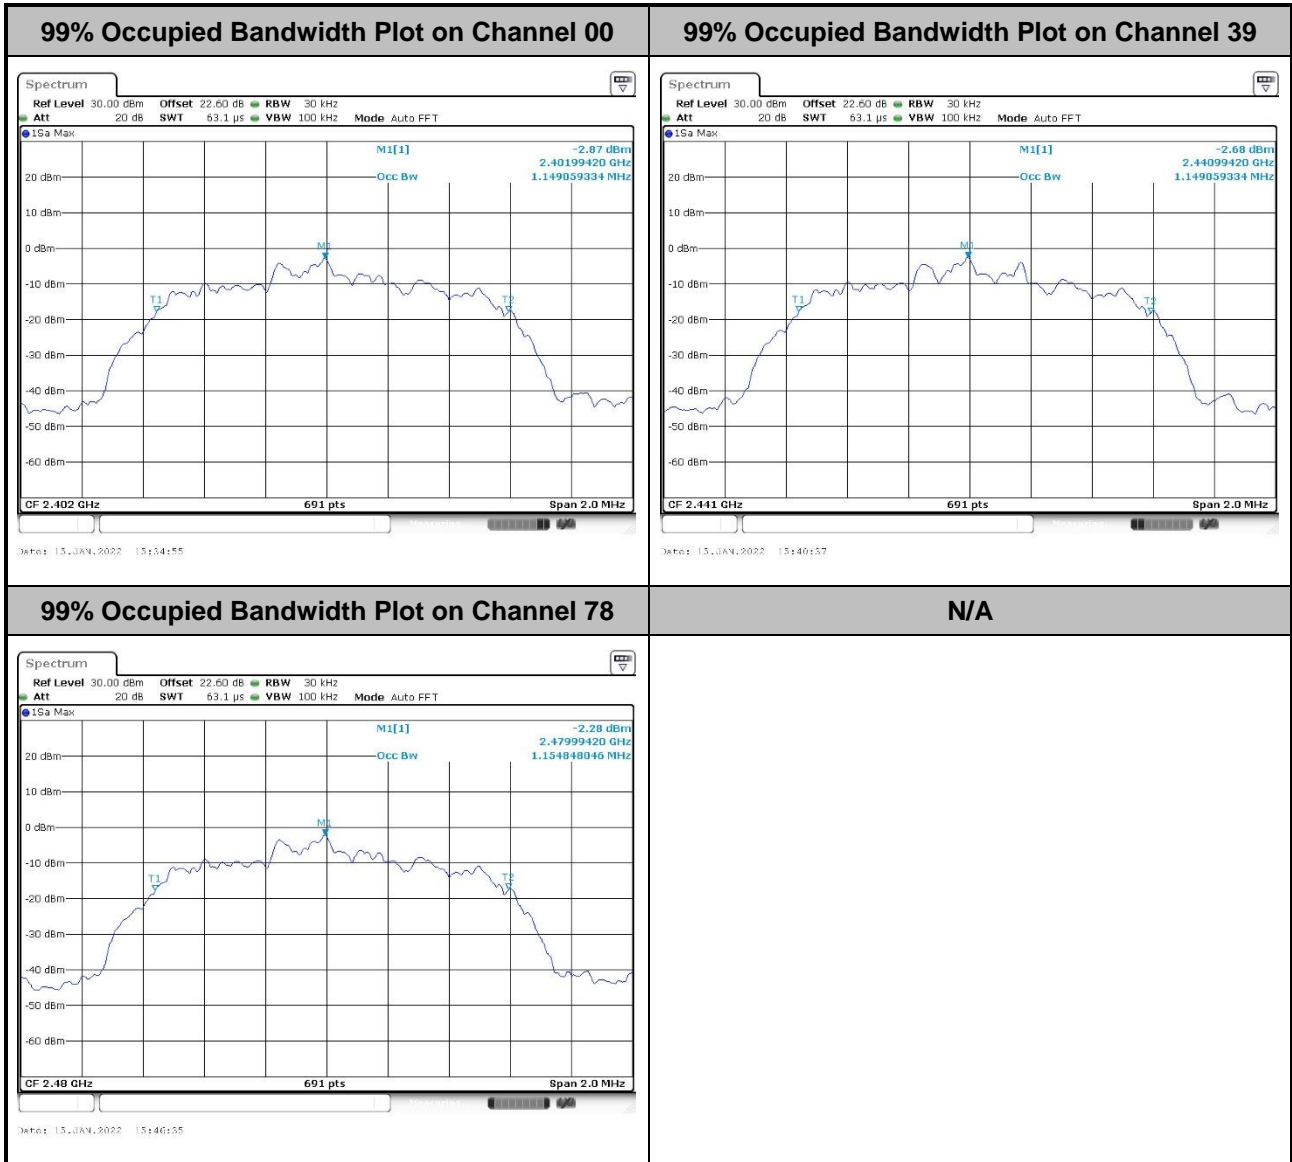 99% Occupied Bandwidth Plot on Channel 00
99% Occupied Bandwidth Plot on Channel 39
Spectrum
Ref Level 30.00 dBm Offset 22.60 dB RBW 30 kHz
Att 20 dB SWT 63.1 µs VBW 100 kHz Mode Auto FFT
1Sa Max
M1[1] -2.87 dBm
2.40199420 GHz
Occ Bw 1.149059334 MHz
20 dBm
10 dBm
0 dBm
M1
-10 dBm
T1
T2
-20 dBm
-30 dBm
-40 dBm
-50 dBm
-60 dBm
CF 2.402 GHz 691 pts Span 2.0 MHz
Date: 15.JAN.2022 15:34:55
Spectrum
Ref Level 30.00 dBm Offset 22.60 dB RBW 30 kHz
Att 20 dB SWT 63.1 µs VBW 100 kHz Mode Auto FFT
1Sa Max
M1[1] -2.68 dBm
2.44099420 GHz
Occ Bw 1.149059334 MHz
20 dBm
10 dBm
0 dBm
M1
-10 dBm
T1
T2
-20 dBm
-30 dBm
-40 dBm
-50 dBm
-60 dBm
CF 2.441 GHz 691 pts Span 2.0 MHz
Date: 15.JAN.2022 15:40:37
99% Occupied Bandwidth Plot on Channel 78
N/A
Spectrum
Ref Level 30.00 dBm Offset 22.60 dB RBW 30 kHz
Att 20 dB SWT 63.1 µs VBW 100 kHz Mode Auto FFT
1Sa Max
M1[1] -2.28 dBm
2.47999420 GHz
Occ Bw 1.154848046 MHz
20 dBm
10 dBm
0 dBm
M1
-10 dBm
T1
T2
-20 dBm
-30 dBm
-40 dBm
-50 dBm
-60 dBm
CF 2.48 GHz 691 pts Span 2.0 MHz
Date: 15.JAN.2022 15:46:35